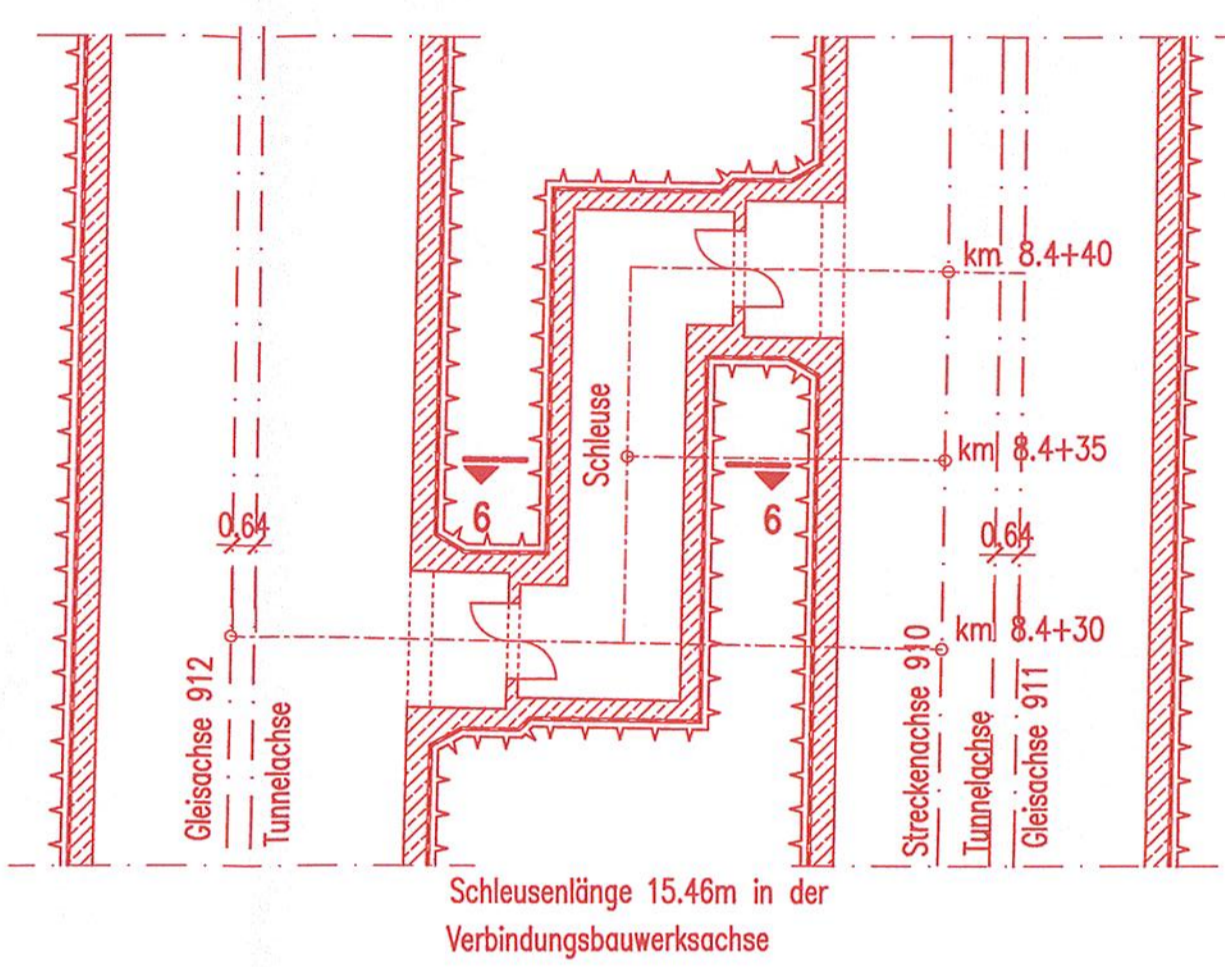 km 8.4+40
Schleuse
km 8.4+35
6
6
0.64
0.64
km 8.4+30
Gleisachse 912
Tunnelachse
Streckenachse 910
Tunnelachse
Gleisachse 911
Schleusenlänge 15.46m in der
Verbindungsbauwerksachse